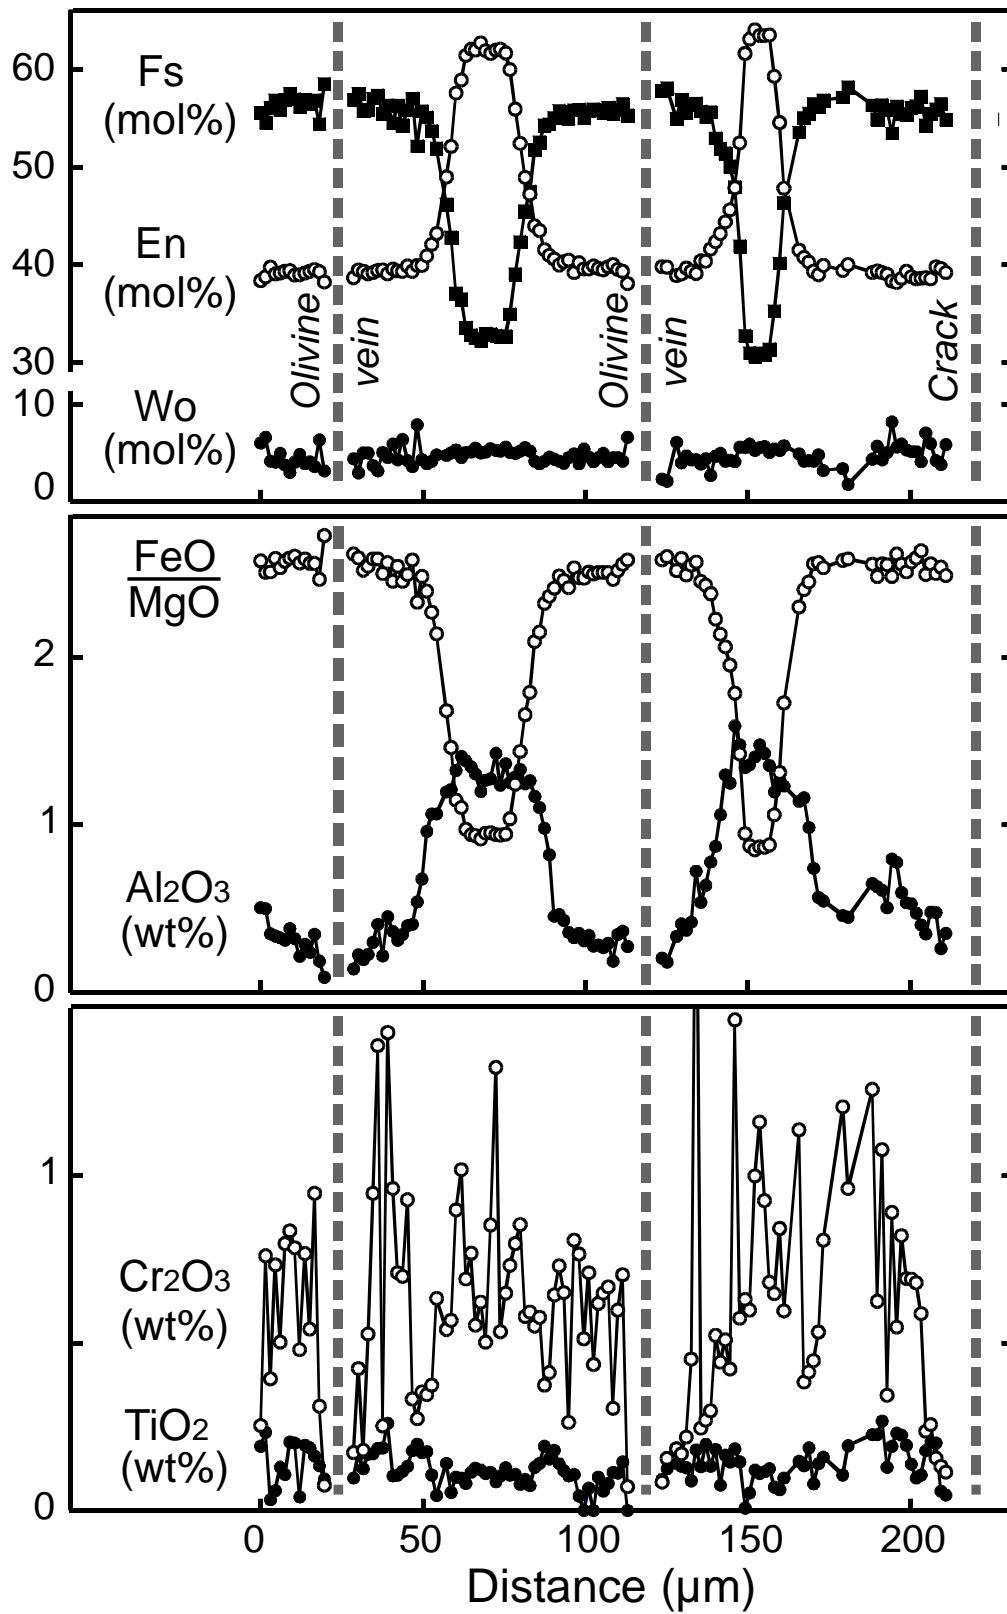 60
Fs
(mol%)
50
En
40
(mol%)
30
Olivine
vein
Olivine
vein
Crack
10
Wo
(mol%)
0
FeO
MgO
2
1
Al2O3
(wt%)
0
1
Cr2O3
(wt%)
TiO2
(wt%)
0
0 50 100 150 210
Distance (μm)